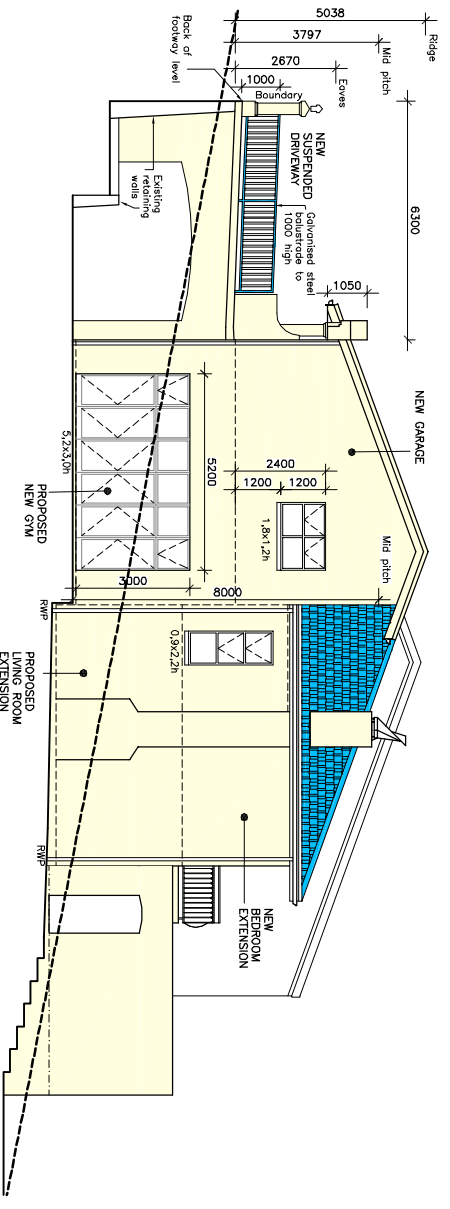 5038
Ridge
3797
Mid pitch
2670
Eaves
1000
Boundary
Back of
footway level
6300
NEW
SUSPENDED
DRIVEWAY
Galvanised steel
balustrade to
1000 high
Existing
retaining
walls
1050
NEW GARAGE
5200
2400
1200
1200
1,8x1,2h
5,2x3,0h
PROPOSED
NEW GYM
Mid pitch
3000
8000
RWP
0,9x2,2h
PROPOSED
LIVING ROOM
EXTENSION
NEW
BEDROOM
EXTENSION
RWP